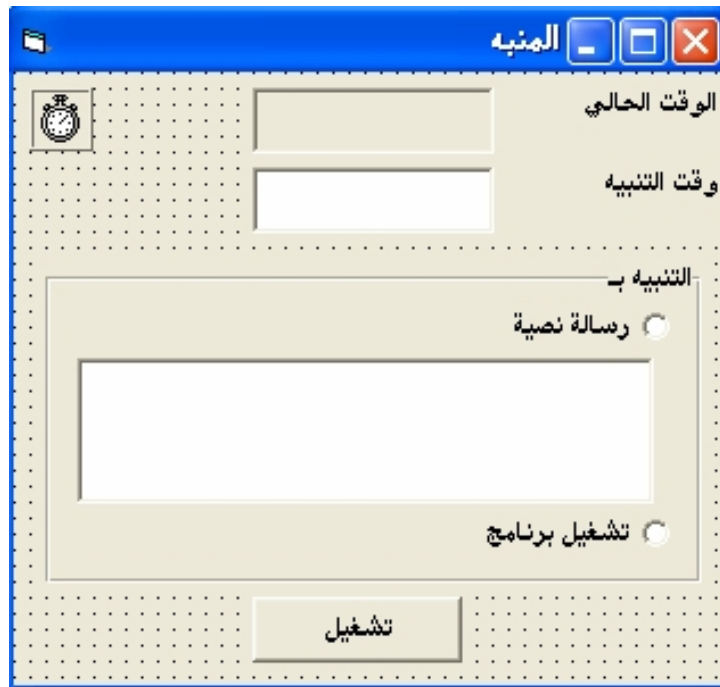 المنبه
الوقت الحالي
وقت التنبيه
التنبيه بـ
رسالة نصية
تشغيل برنامج
تشغيل